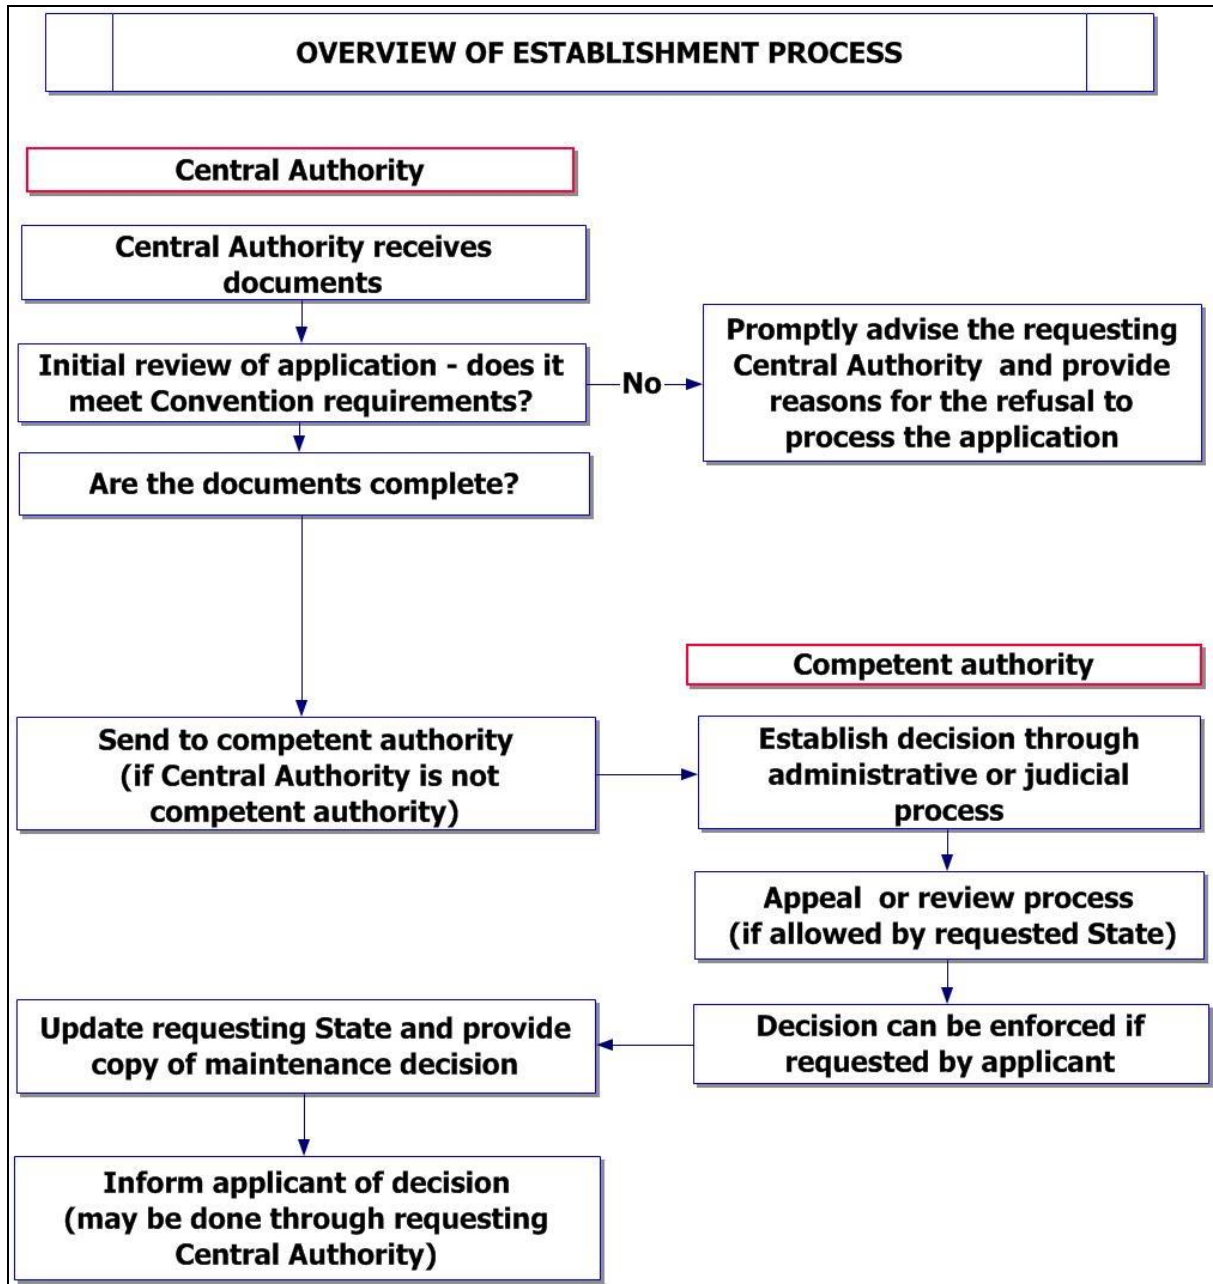 OVERVIEW OF ESTABLISHMENT PROCESS
Central Authority
Central Authority receives
documents
Initial review of application - does it
meet Convention requirements?
No
Promptly advise the requesting
Central Authority and provide
reasons for the refusal to
process the application
Are the documents complete?
Competent authority
Send to competent authority
(if Central Authority is not
competent authority)
Establish decision through
administrative or judicial
process
Appeal or review process
(if allowed by requested State)
Decision can be enforced if
requested by applicant
Update requesting State and provide
copy of maintenance decision
Inform applicant of decision
(may be done through requesting
Central Authority)